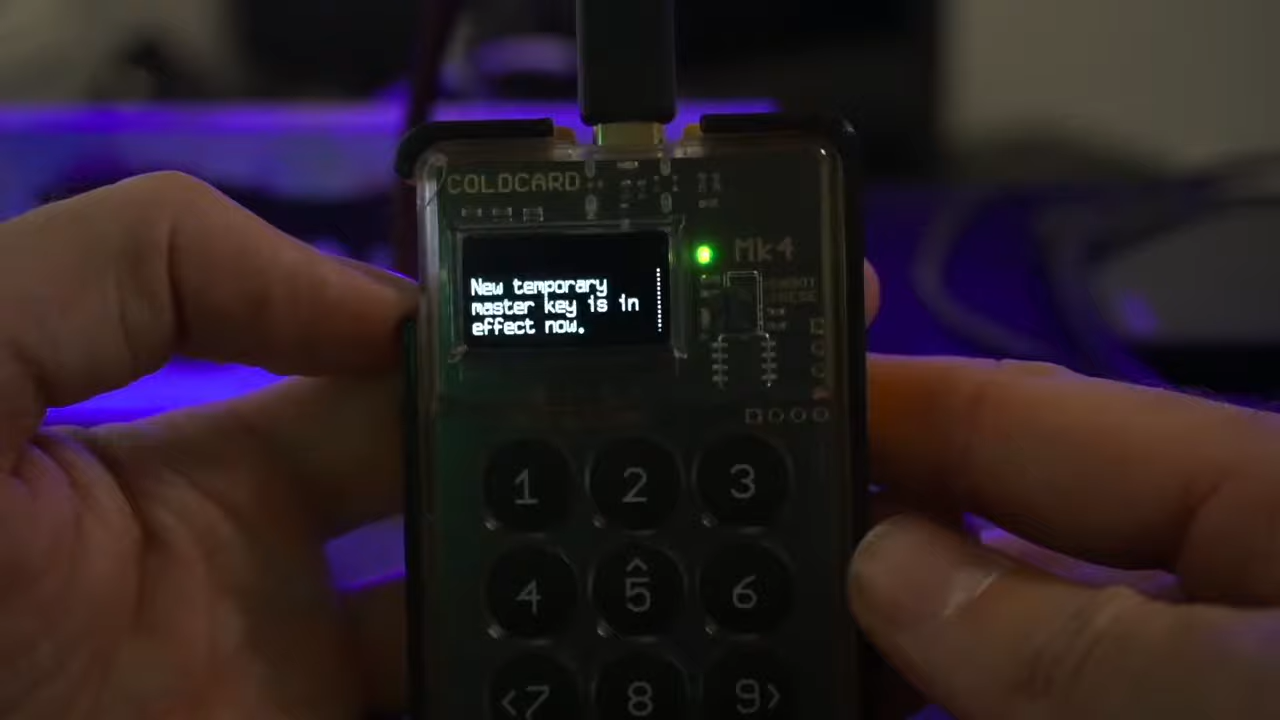 COLDCARD
Mk4
New temporary
master key is in
effect now.
1 2 3
4 ^5 6
<7 8 9>